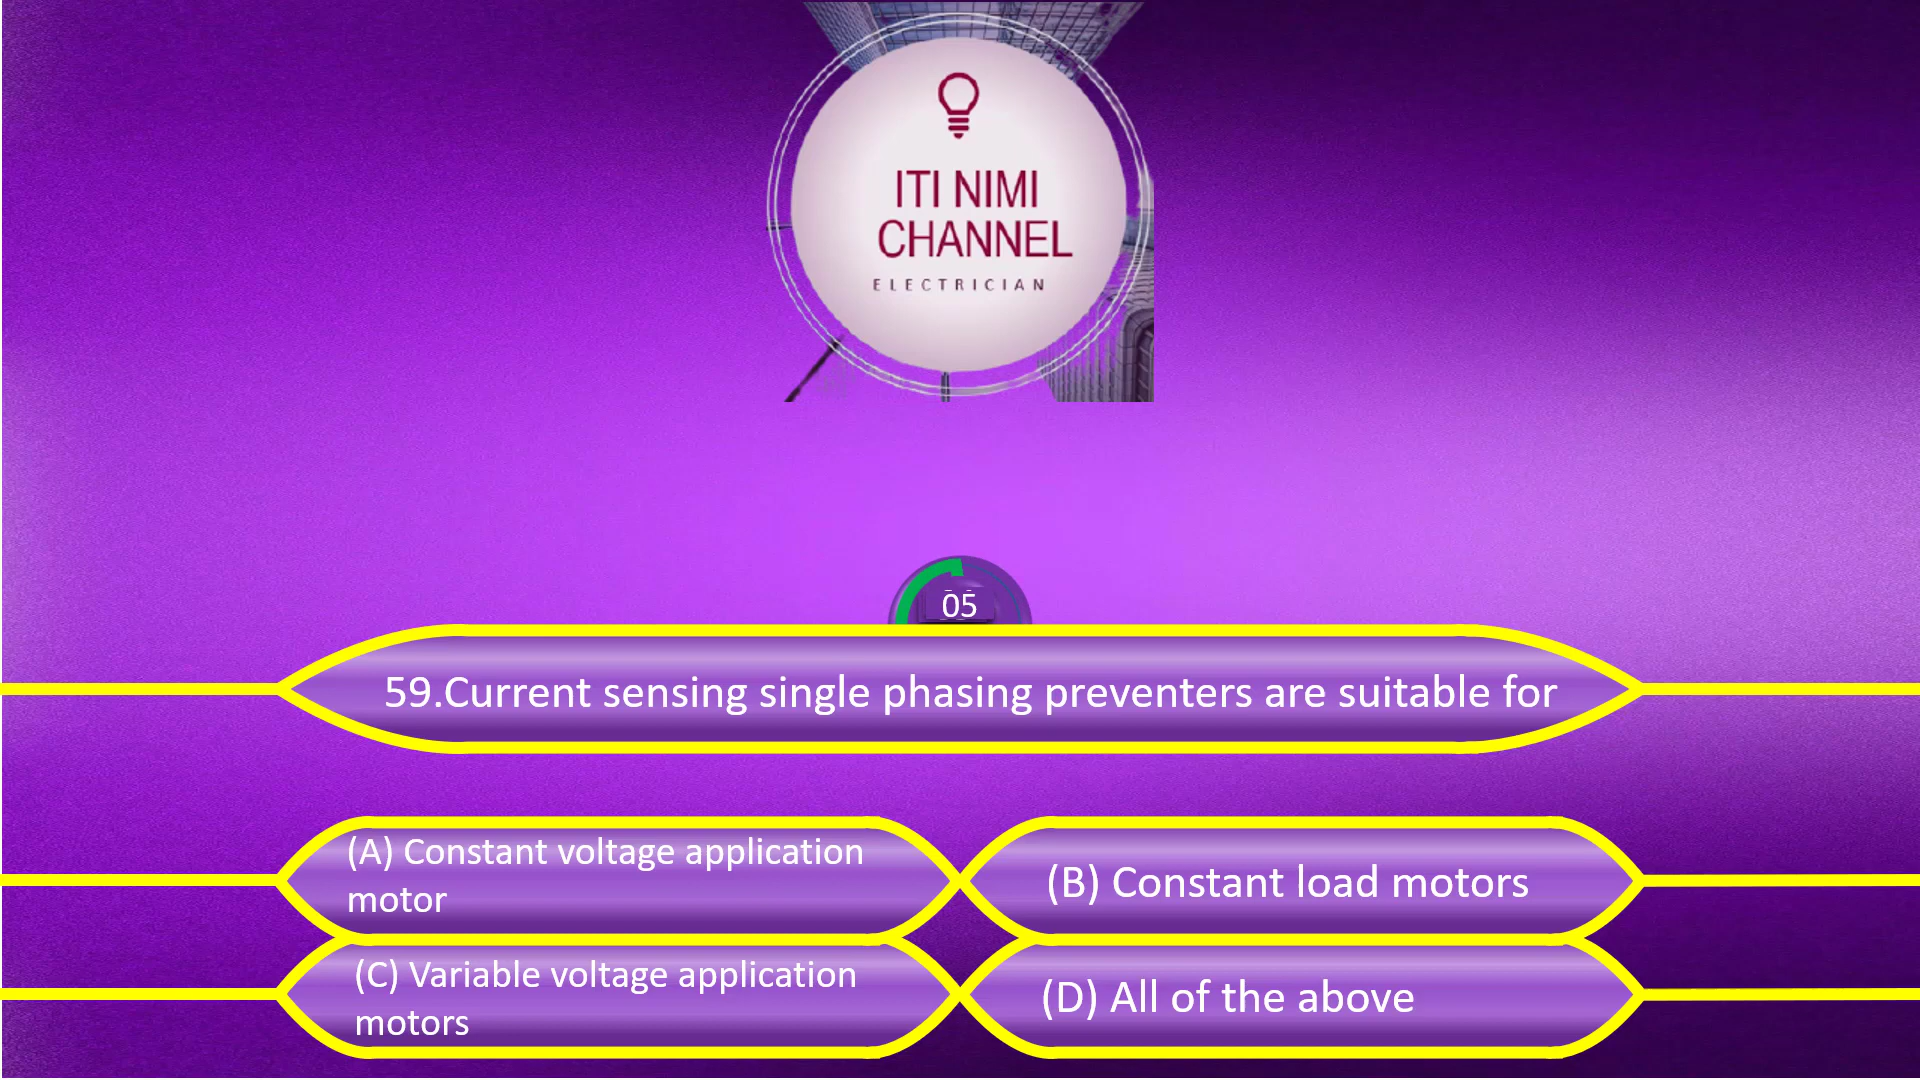 ITI NIMI
CHANNEL
ELECTRICIAN
05
59.Current sensing single phasing preventers are suitable for
(A) Constant voltage application
motor
(B) Constant load motors
(C) Variable voltage application
motors
(D) All of the above